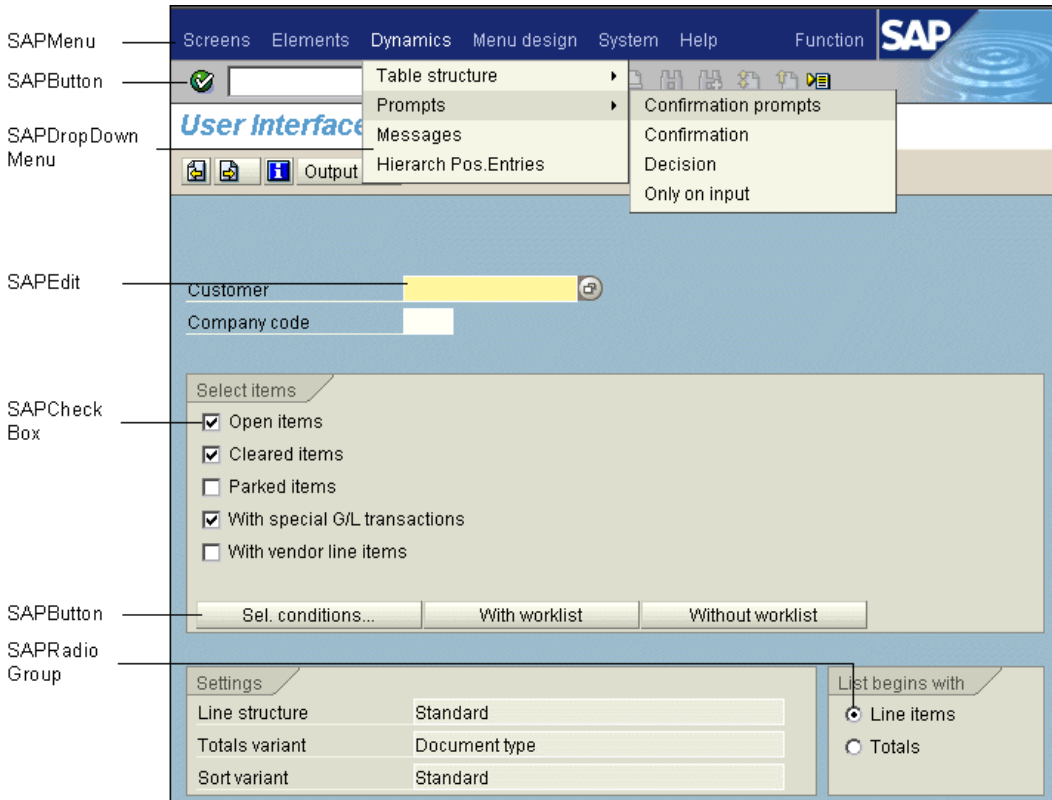 SAPMenu
Screens Elements Dynamics Menu design System Help Function SAP
SAPButton
Table structure
Prompts
Messages
Hierarch Pos.Entries
Confirmation prompts
Confirmation
Decision
Only on input
SAPDropDown
Menu
User Interface
Output
SAPEdit
Customer
Company code
Select items
SAPCheck
Box
Open items
Cleared items
Parked items
With special G/L transactions
With vendor line items
SAPButton
Sel. conditions... With worklist Without worklist
SAPRadio
Group
Settings
Line structure Standard
Totals variant Document type
Sort variant Standard
List begins with
Line items
Totals